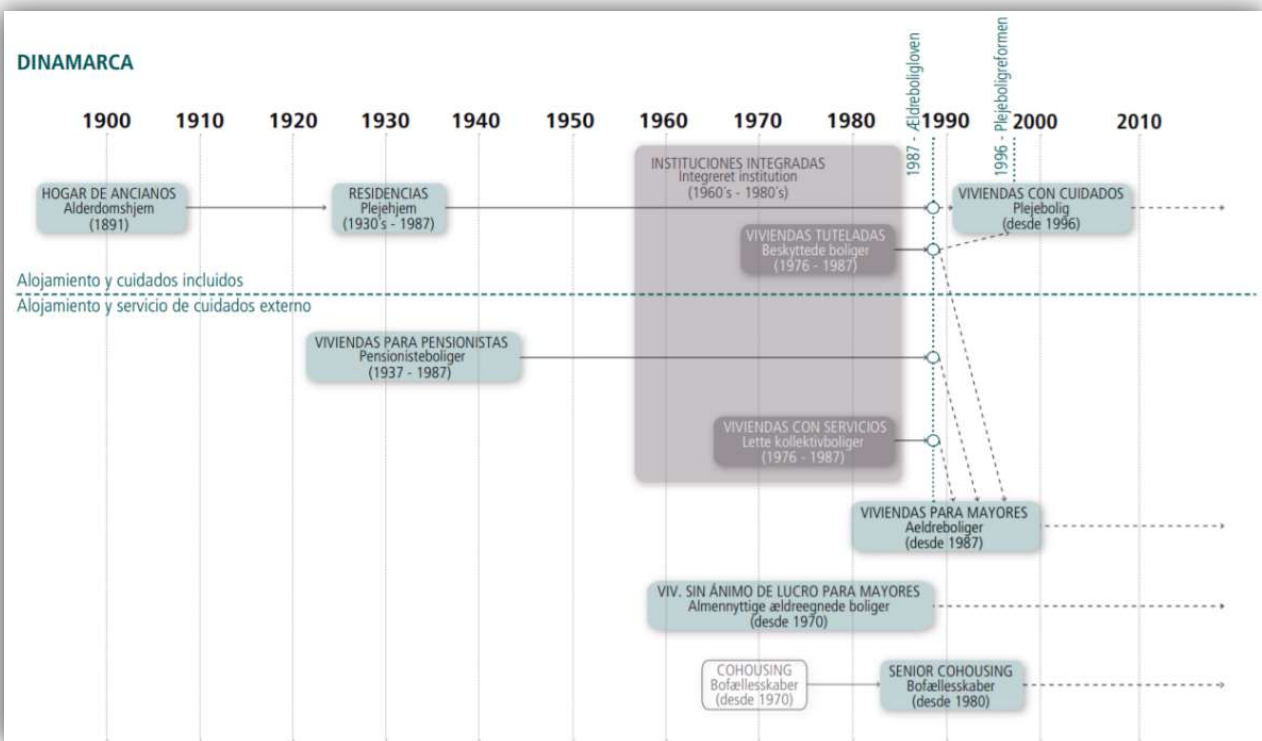 DINAMARCA
1987 - Ældreboligloven
1996 - Plejeboligreformen
1900 1910 1920 1930 1940 1950 1960 1970 1980 1990 2000 2010
HOGAR DE ANCIANOS
Alderdomshjem
(1891)
RESIDENCIAS
Plejehjem
(1930´s - 1987)
INSTITUCIONES INTEGRADAS
Integreret institution
(1960´s - 1980´s)
VIVIENDAS CON CUIDADOS
Plejebolig
(desde 1996)
VIVIENDAS TUTELADAS
Beskyttede boliger
(1976 - 1987)
Alojamiento y cuidados incluidos
Alojamiento y servicio de cuidados externo
VIVIENDAS PARA PENSIONISTAS
Pensionisteboliger
(1937 - 1987)
VIVIENDAS CON SERVICIOS
Lette kollektivboliger
(1976 - 1987)
VIVIENDAS PARA MAYORES
Aeldreboliger
(desde 1987)
VIV. SIN ÁNIMO DE LUCRO PARA MAYORES
Almennyttige ældreegnede boliger
(desde 1970)
COHOUSING
Bofællesskaber
(desde 1970)
SENIOR COHOUSING
Bofællesskaber
(desde 1980)